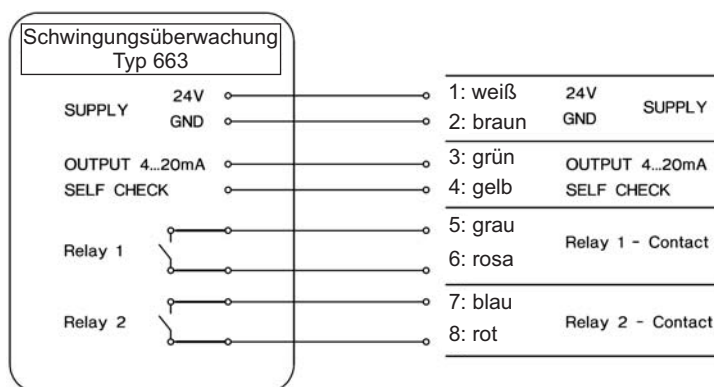 Schwingungsüberwachung
Typ 663
SUPPLY
24V
GND
OUTPUT 4...20mA
SELF CHECK
Relay 1
Relay 2
1: weiß
2: braun
3: grün
4: gelb
5: grau
6: rosa
7: blau
8: rot
24V
GND
SUPPLY
OUTPUT 4...20mA
SELF CHECK
Relay 1 - Contact
Relay 2 - Contact